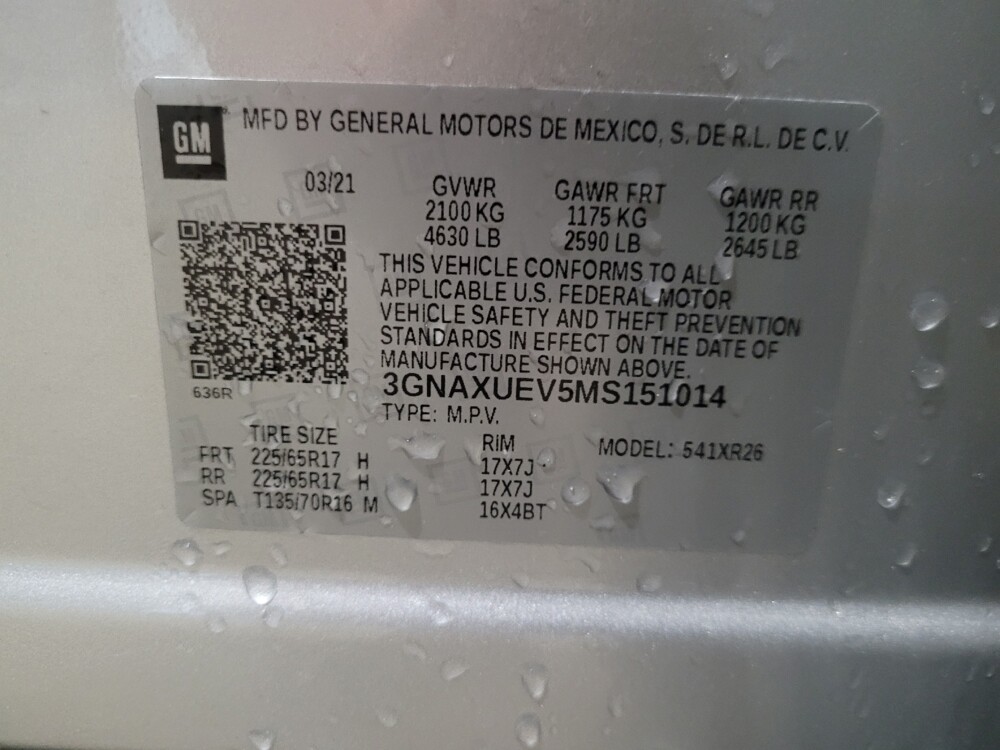 GM MFD BY GENERAL MOTORS DE MEXICO, S. DE R.L. DE C.V.
03/21 GVWR GAWR FRT GAWR RR
2100 KG 1175 KG 1200 KG
4630 LB 2590 LB 2645 LB
THIS VEHICLE CONFORMS TO ALL
APPLICABLE U.S. FEDERAL MOTOR
VEHICLE SAFETY AND THEFT PREVENTION
STANDARDS IN EFFECT ON THE DATE OF
MANUFACTURE SHOWN ABOVE.
636R 3GNAXUEV5MS151014
TYPE: M.P.V.
TIRE SIZE RIM MODEL: 541XR26
FRT 225/65R17 H 17X7J
RR 225/65R17 H 17X7J
SPA T135/70R16 M 16X4BT